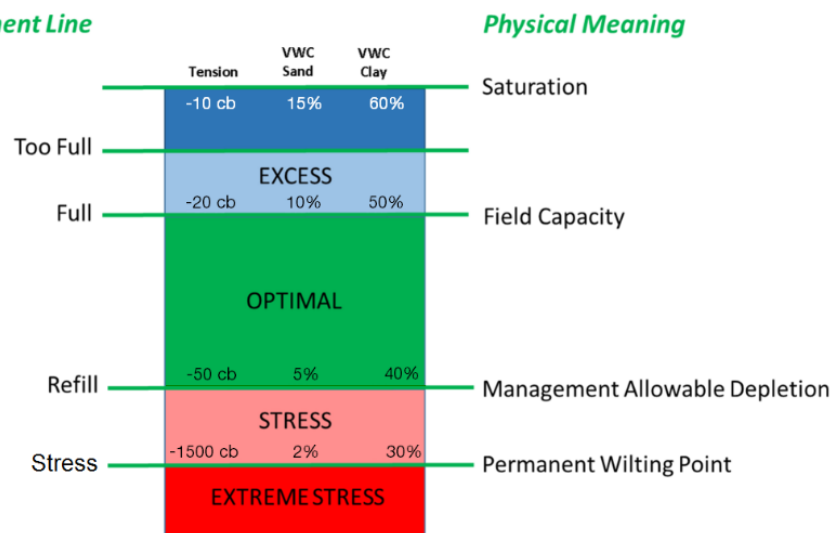 nent Line
Physical Meaning
Tension
VWC Sand
VWC Clay
-10 cb 15% 60%
Saturation
Too Full
EXCESS
-20 cb 10% 50%
Full
Field Capacity
OPTIMAL
-50 cb 5% 40%
Refill
Management Allowable Depletion
STRESS
-1500 cb 2% 30%
Stress
Permanent Wilting Point
EXTREME STRESS